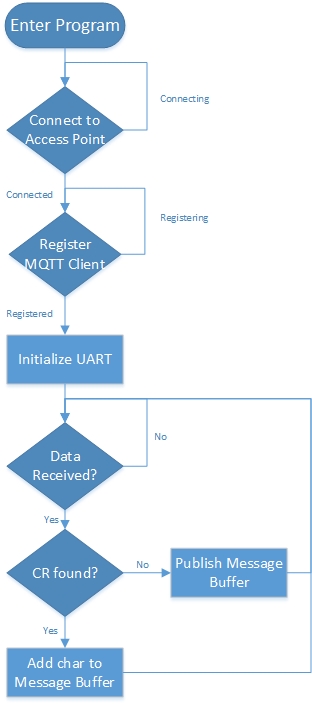 Enter Program
Connecting
Connect to
Access Point
Connected
Registering
Register
MQTT Client
Registered
Initialize UART
No
Data
Received?
Yes
CR found?
No
Publish Message
Buffer
Yes
Add char to
Message Buffer